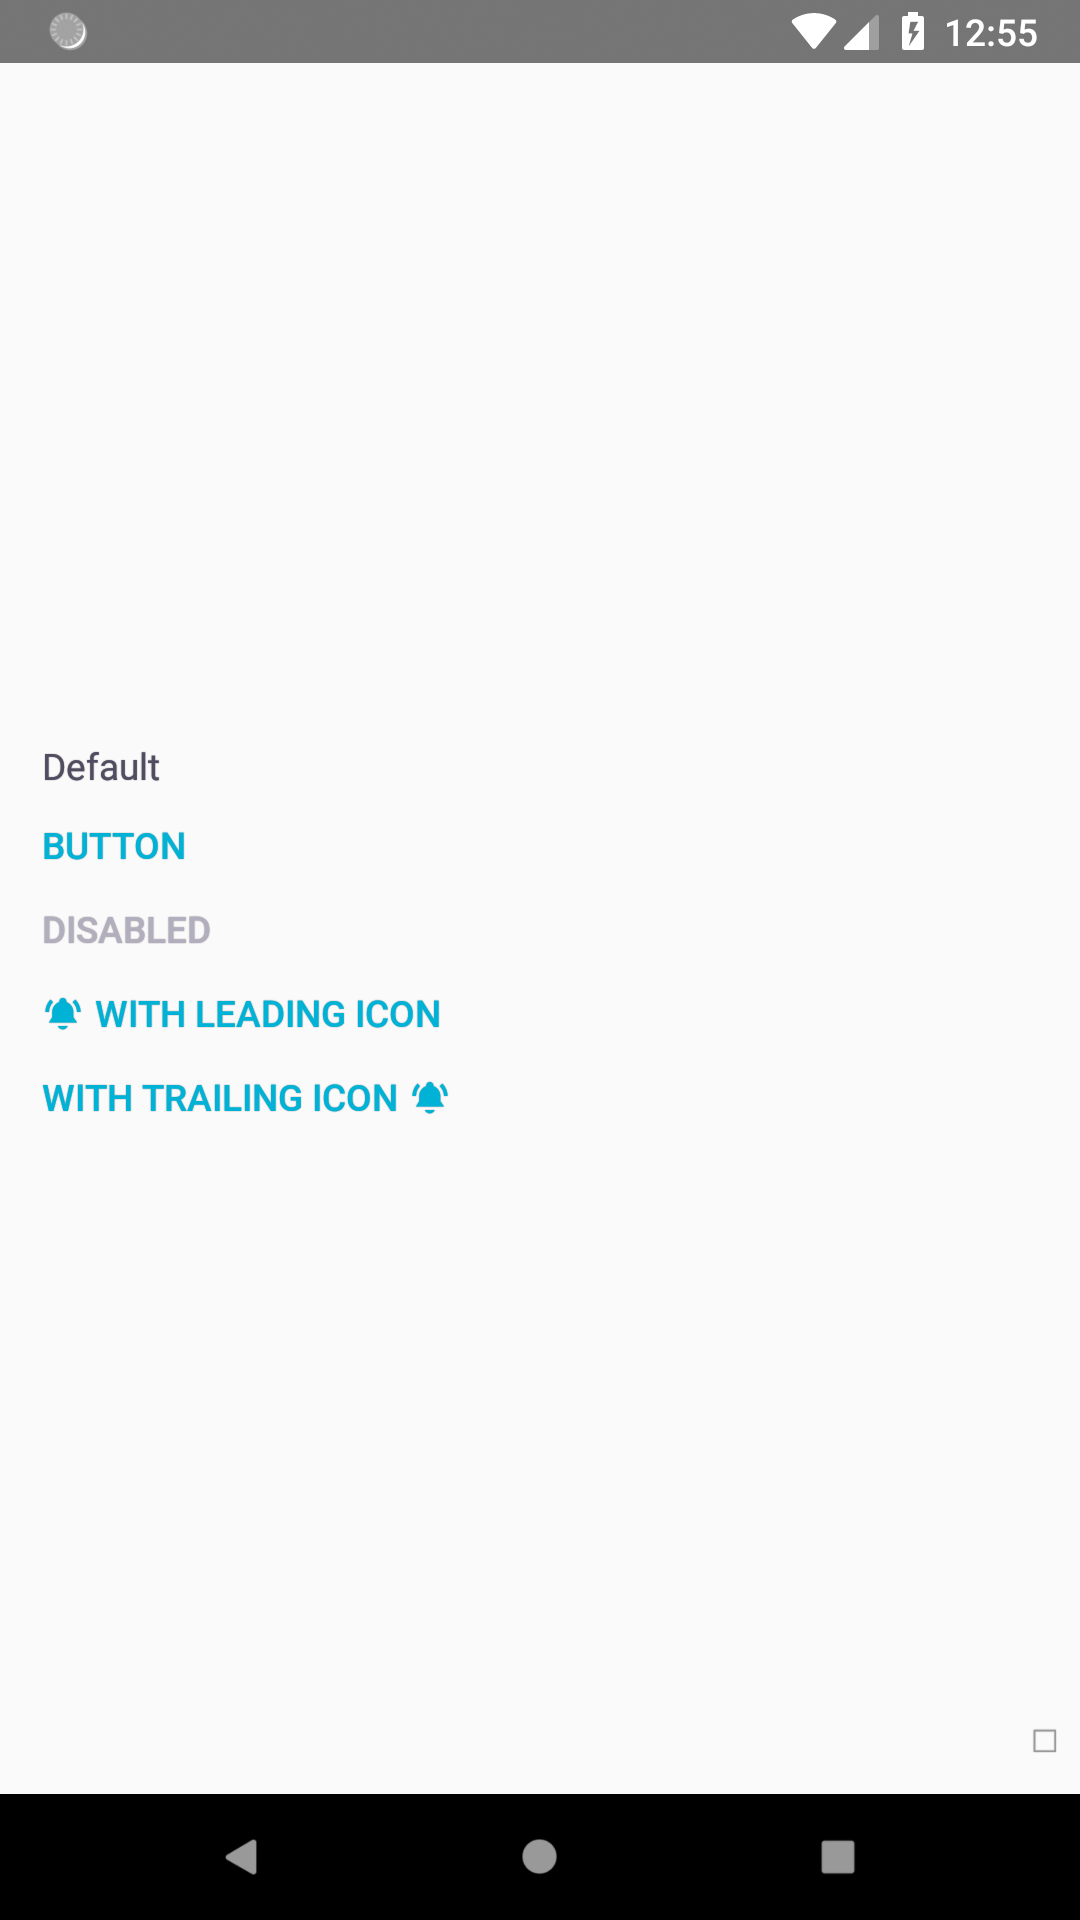 12:55
Default
BUTTON
DISABLED
WITH LEADING ICON
WITH TRAILING ICON